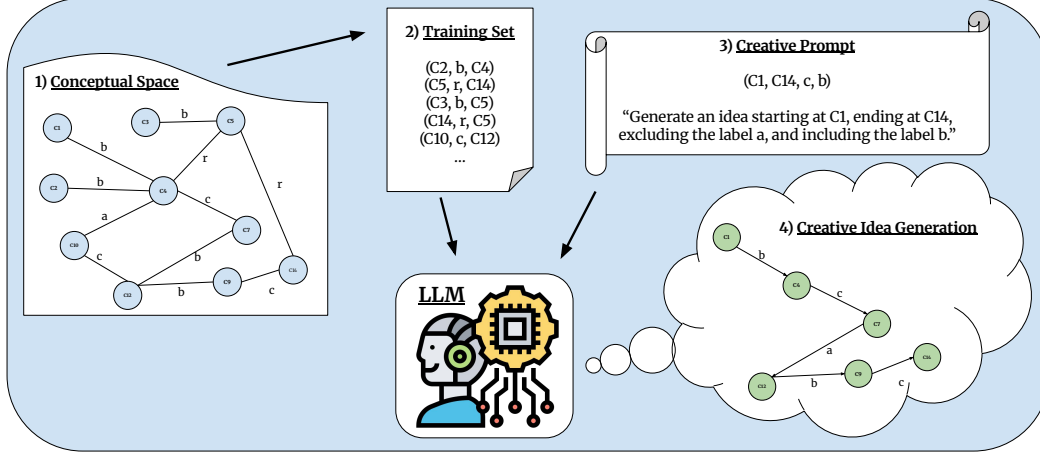 1) Conceptual Space
C1
C3
b
C5
b
r
C2
b
C4
r
a
c
C10
C7
c
b
C12
b
C9
c
C14
2) Training Set
(C2, b, C4)
(C5, r, C14)
(C3, b, C5)
(C14, r, C5)
(C10, c, C12)
...
3) Creative Prompt
(C1, C14, c, b)
“Generate an idea starting at C1, ending at C14,
excluding the label a, and including the label b.”
LLM
4) Creative Idea Generation
C1
b
C4
c
C7
a
C12
b
C9
c
C14